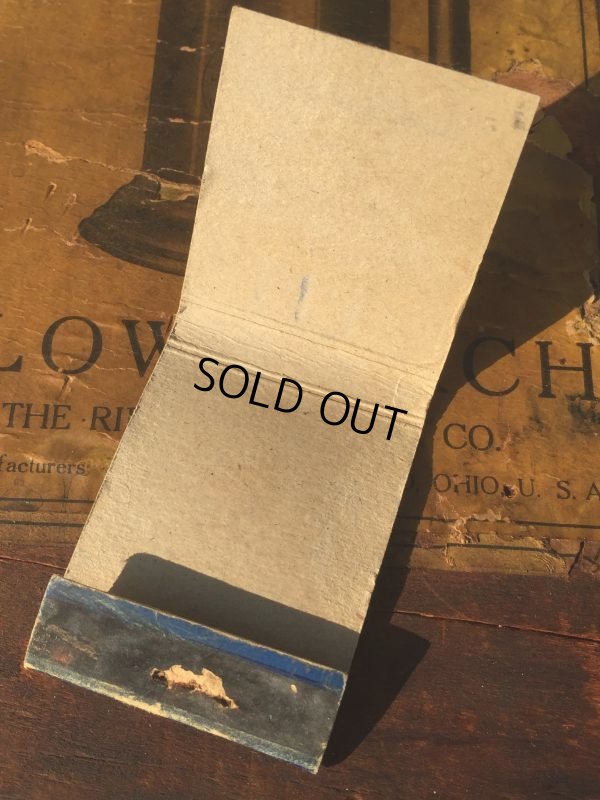 LOW CH
THE RI CO.
facturers OHIO, U. S. A
SOLD OUT